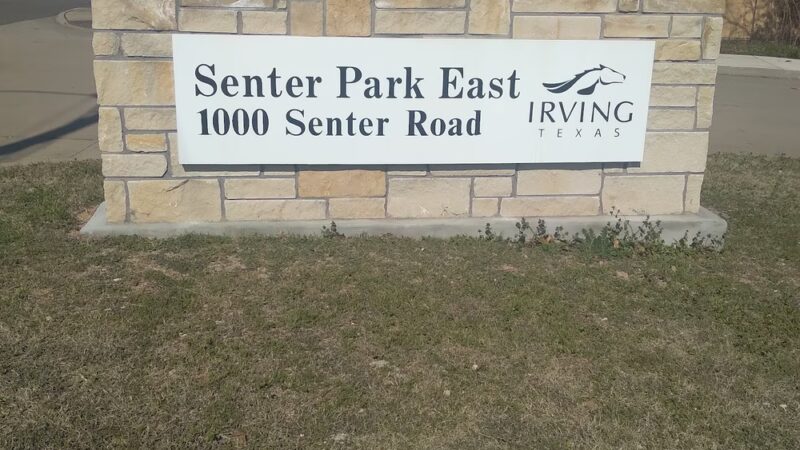 Senter Park East
1000 Senter Road
IRVING
TEXAS